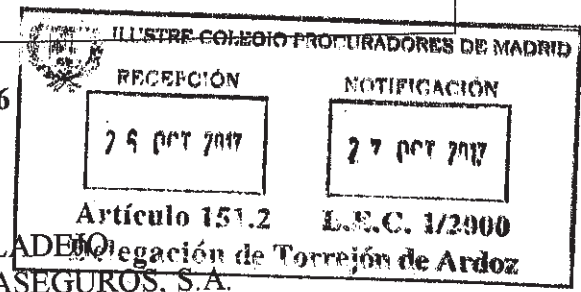 ILUSTRE COLEGIO PROCURADORES DE MADRID
RECEPCIÓN NOTIFICACIÓN
6
26 OCT 2017 27 OCT 2017
Artículo 151.2 L.E.C. 1/2000
Delegación de Torrejón de Ardoz
ASEGUROS, S.A.